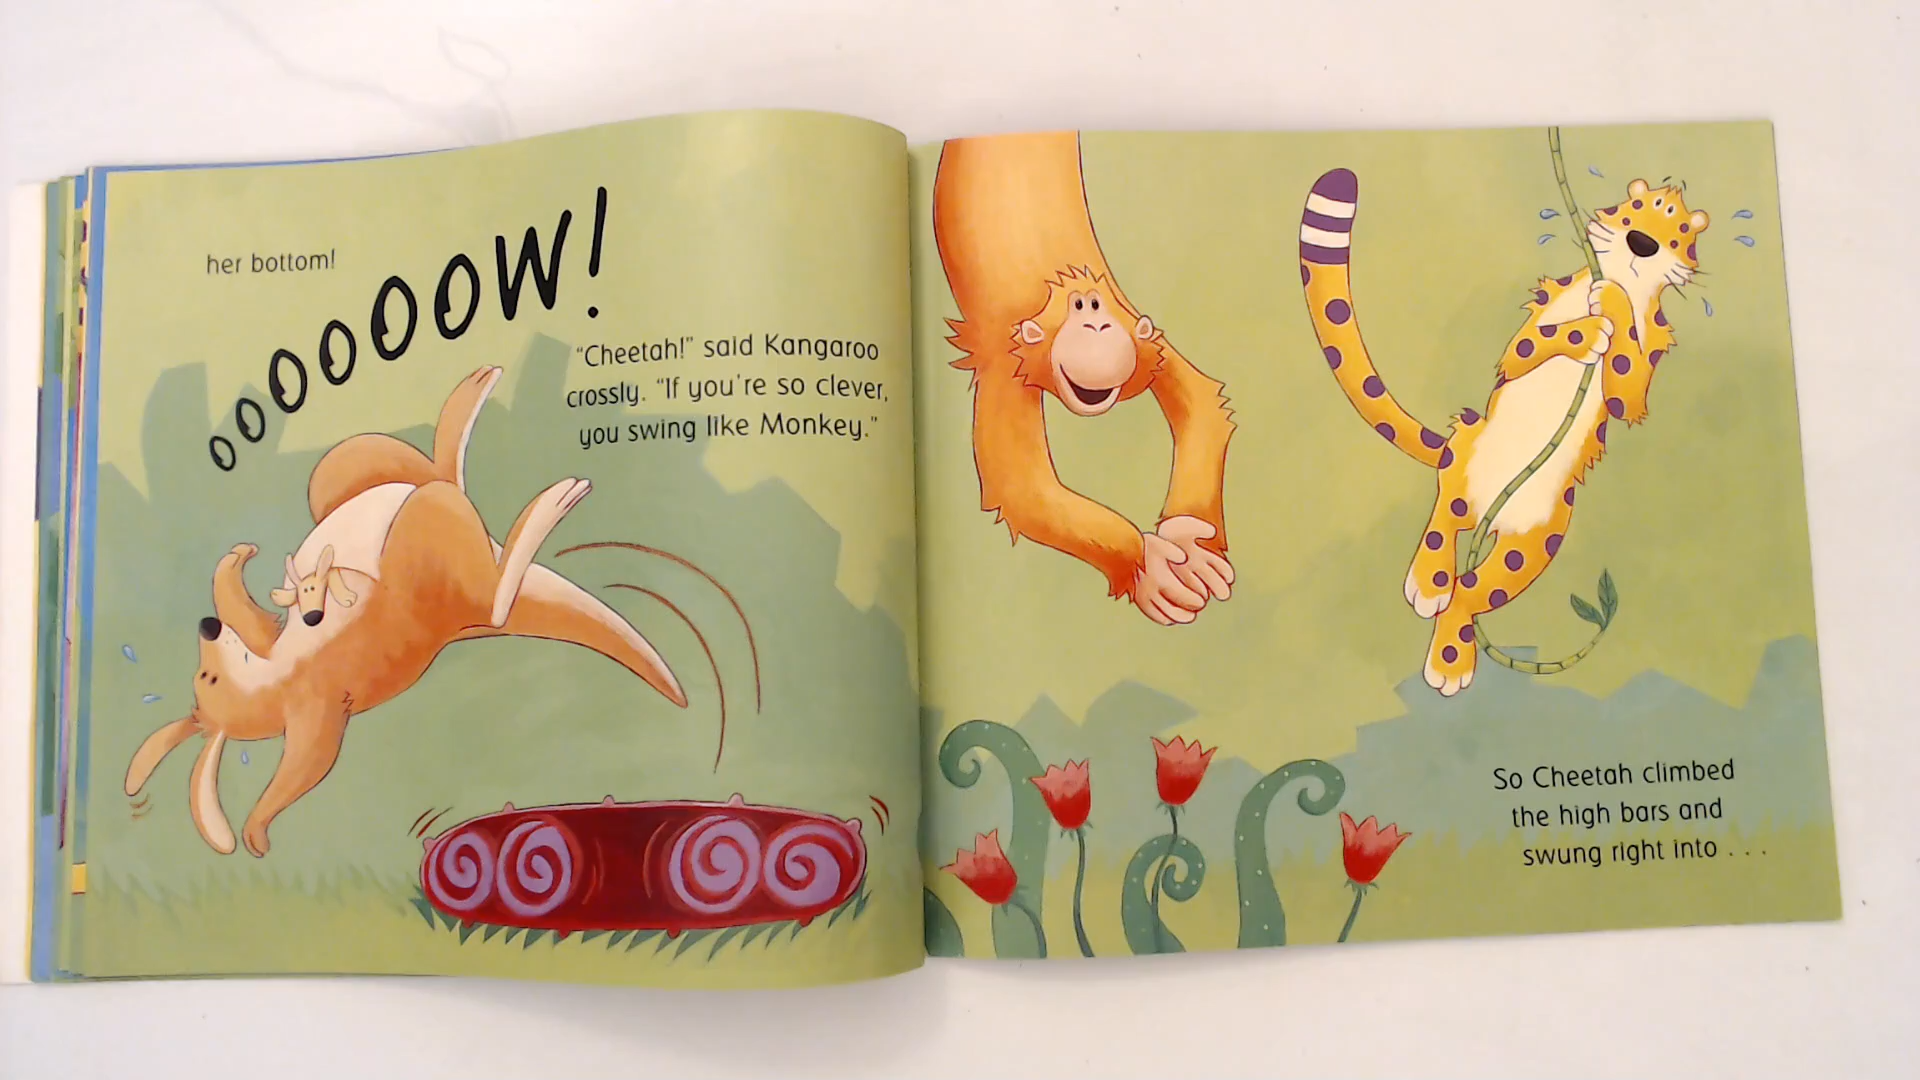 her bottom!
ooOOOOOW!
“Cheetah!” said Kangaroo
crossly. “If you're so clever,
you swing like Monkey.”
So Cheetah climbed
the high bars and
swung right into . . .